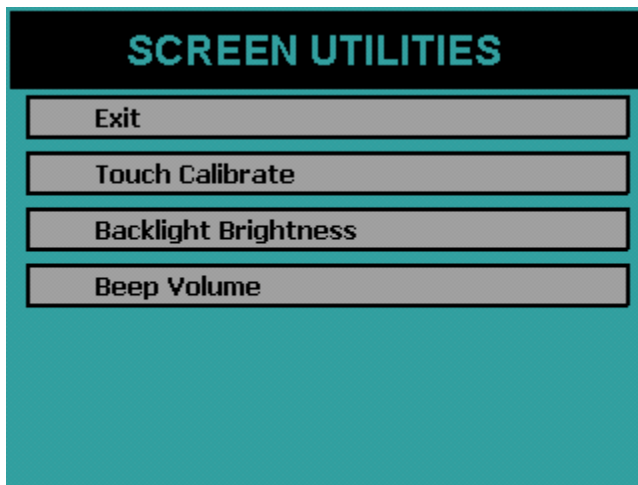 SCREEN UTILITIES
Exit
Touch Calibrate
Backlight Brightness
Beep Volume